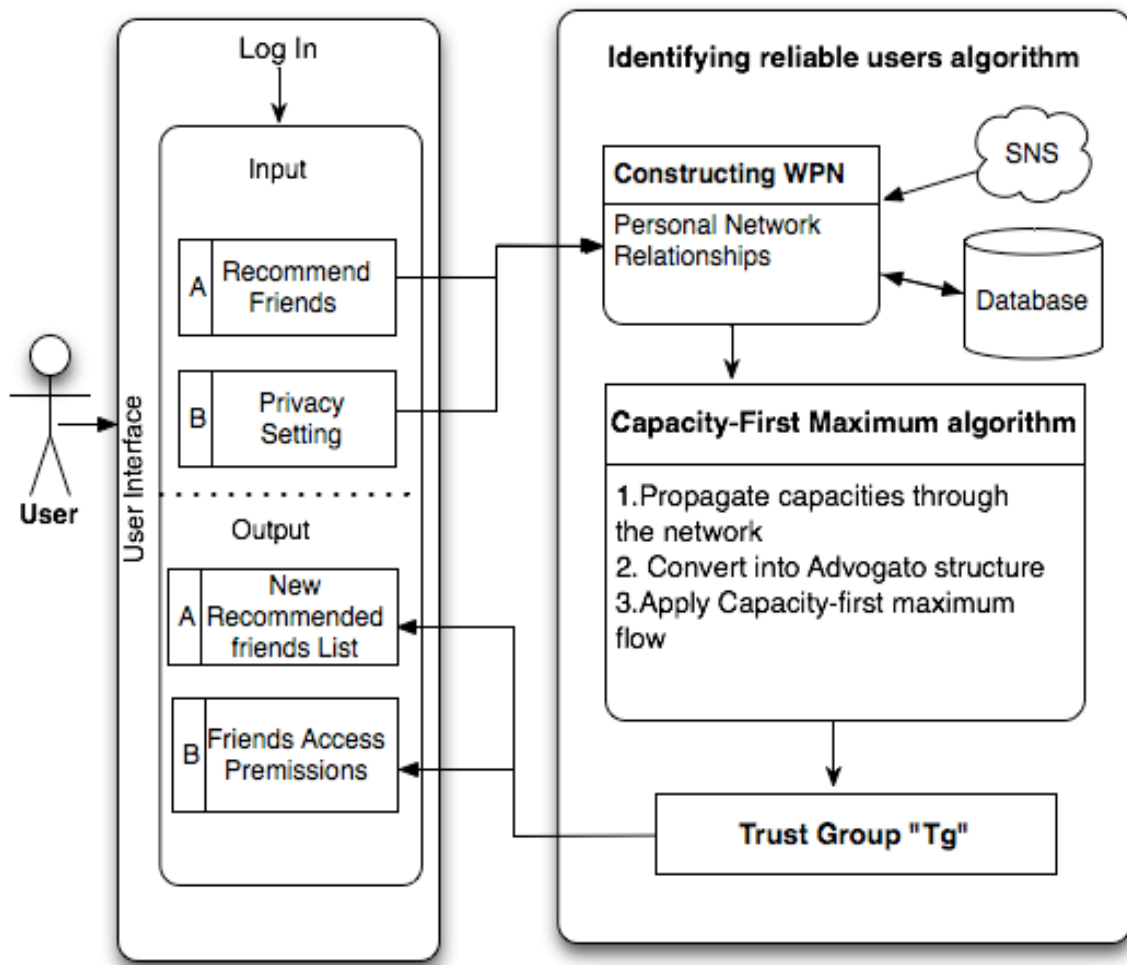 Log In
Input
A
Recommend
Friends
B
Privacy
Setting
Output
A
New
Recommended
friends List
B
Friends Access
Premissions
User Interface
User
Identifying reliable users algorithm
SNS
Constructing WPN
Personal Network
Relationships
Database
Capacity-First Maximum algorithm
1.Propagate capacities through
the network
2. Convert into Advogato structure
3.Apply Capacity-first maximum
flow
Trust Group "Tg"